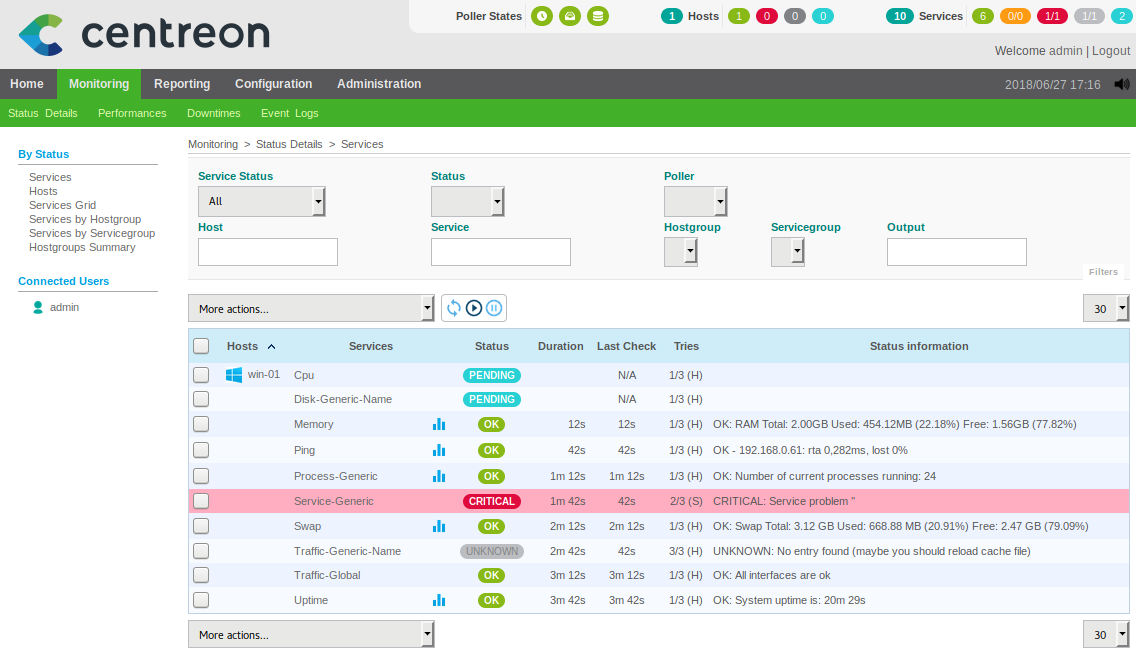 centreon
Poller States 1 Hosts 1 0 0 0 10 Services 6 0/0 1/1 1/1 2
Welcome admin | Logout
Home Monitoring Reporting Configuration Administration 2018/06/27 17:16
Status Details Performances Downtimes Event Logs
By Status
Services
Hosts
Services Grid
Services by Hostgroup
Services by Servicegroup
Hostgroups Summary
Connected Users
admin
Monitoring > Status Details > Services
Service Status Status Poller
All
Host Service Hostgroup Servicegroup Output
Filters
More actions... 30
Hosts Services Status Duration Last Check Tries Status information
win-01 Cpu PENDING N/A 1/3 (H)
Disk-Generic-Name PENDING N/A 1/3 (H)
Memory OK 12s 12s 1/3 (H) OK: RAM Total: 2.00GB Used: 454.12MB (22.18%) Free: 1.56GB (77.82%)
Ping OK 42s 42s 1/3 (H) OK - 192.168.0.61: rta 0,282ms, lost 0%
Process-Generic OK 1m 12s 1m 12s 1/3 (H) OK: Number of current processes running: 24
Service-Generic CRITICAL 1m 42s 42s 2/3 (S) CRITICAL: Service problem "
Swap OK 2m 12s 2m 12s 1/3 (H) OK: Swap Total: 3.12 GB Used: 668.88 MB (20.91%) Free: 2.47 GB (79.09%)
Traffic-Generic-Name UNKNOWN 2m 42s 42s 3/3 (H) UNKNOWN: No entry found (maybe you should reload cache file)
Traffic-Global OK 3m 12s 3m 12s 1/3 (H) OK: All interfaces are ok
Uptime OK 3m 42s 3m 42s 1/3 (H) OK: System uptime is: 20m 29s
More actions... 30